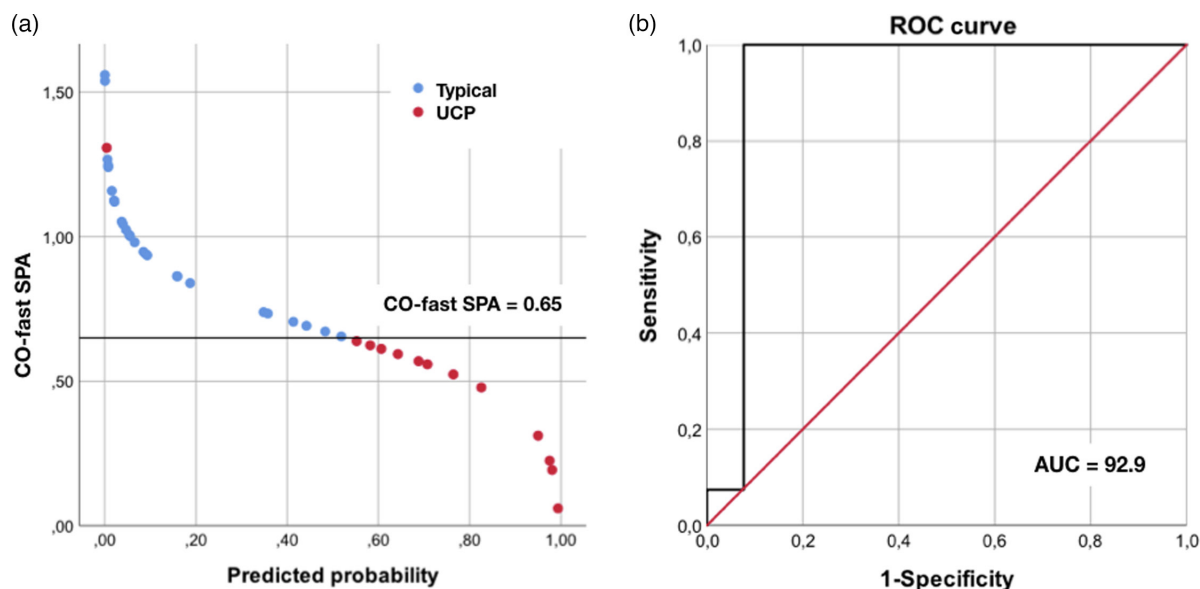 (a)
1,50
1,00
,50
,00
CO-fast SPA
Typical
UCP
CO-fast SPA = 0.65
,00 ,20 ,40 ,60 ,80 1,00
Predicted probability
(b)
ROC curve
1,0
0,8
0,6
0,4
0,2
0,0
Sensitivity
AUC = 92.9
0,0 0,2 0,4 0,6 0,8 1,0
1-Specificity